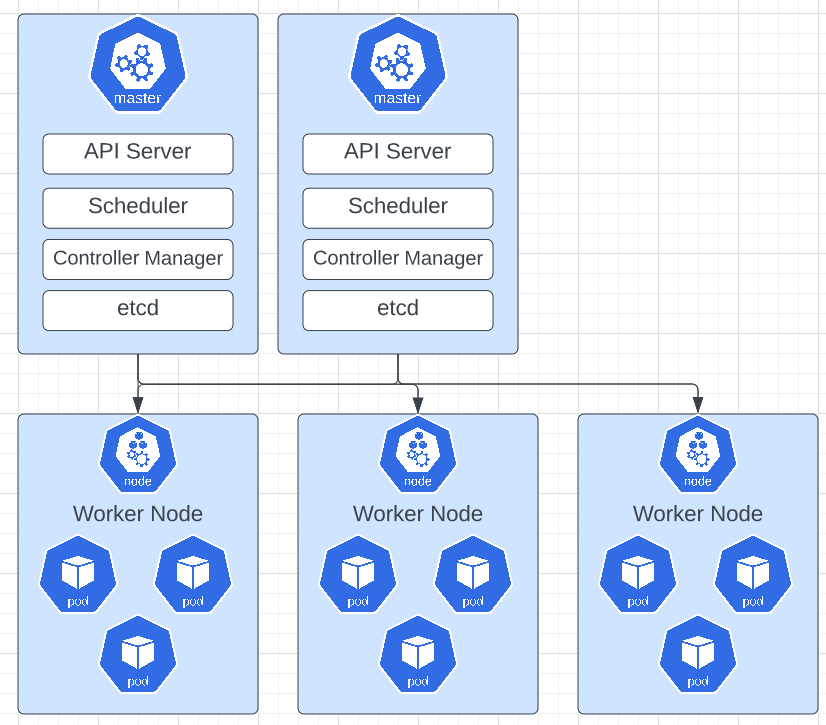 master
API Server
Scheduler
Controller Manager
etcd
master
API Server
Scheduler
Controller Manager
etcd
node
Worker Node
pod
pod
pod
node
Worker Node
pod
pod
pod
node
Worker Node
pod
pod
pod